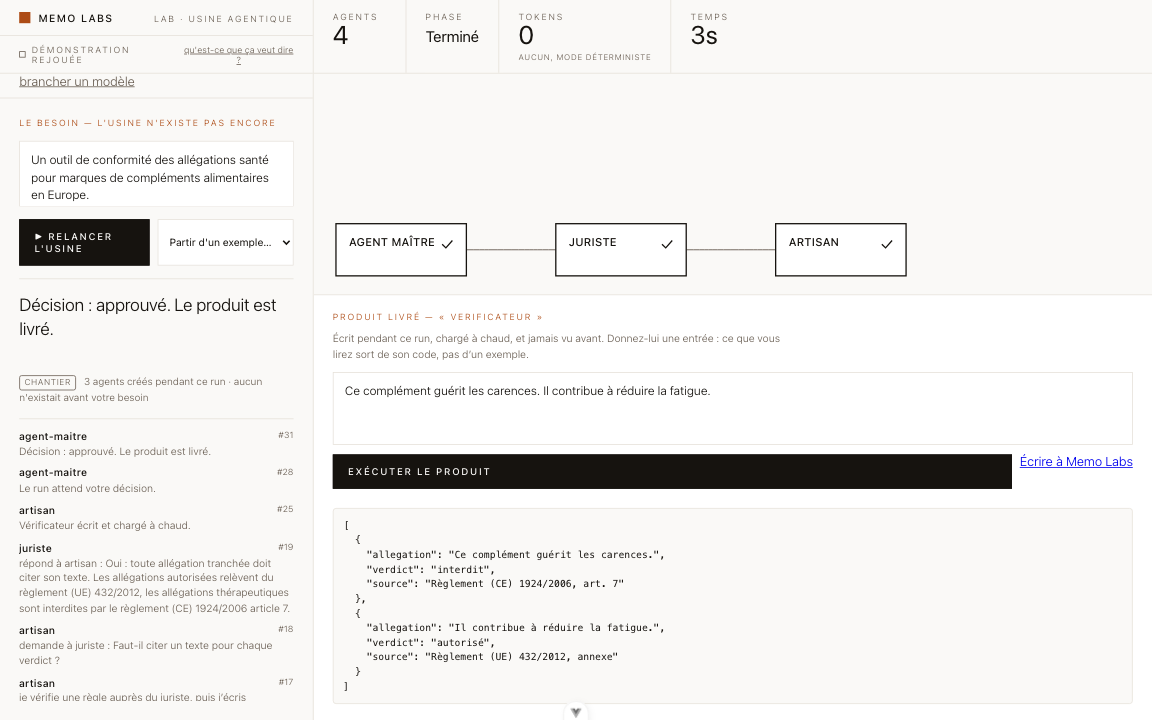 MEMO LABS
LAB · USINE AGENTIQUE
DÉMONSTRATION
REJOUÉE
qu'est-ce que ça veut dire
?
brancher un modèle
LE BESOIN — L'USINE N'EXISTE PAS ENCORE
Un outil de conformité des allégations santé
pour marques de compléments alimentaires
en Europe.
► RELANCER
L'USINE
Partir d'un exemple…
Décision : approuvé. Le produit est
livré.
CHANTIER 3 agents créés pendant ce run · aucun
n'existait avant votre besoin
agent-maitre #31
Décision : approuvé. Le produit est livré.
agent-maitre #28
Le run attend votre décision.
artisan #25
Vérificateur écrit et chargé à chaud.
juriste #19
répond à artisan : Oui : toute allégation tranchée doit
citer son texte. Les allégations autorisées relèvent du
règlement (UE) 432/2012, les allégations thérapeutiques
sont interdites par le règlement (CE) 1924/2006 article 7.
artisan #18
demande à juriste : Faut-il citer un texte pour chaque
verdict ?
artisan #17
je vérifie une règle auprès du juriste, puis j'écris
AGENTS
4
PHASE
Terminé
TOKENS
0
AUCUN, MODE DÉTERMINISTE
TEMPS
3s
AGENT MAÎTRE
JURISTE
ARTISAN
PRODUIT LIVRÉ — « VERIFICATEUR »
Écrit pendant ce run, chargé à chaud, et jamais vu avant. Donnez-lui une entrée : ce que vous
lirez sort de son code, pas d'un exemple.
Ce complément guérit les carences. Il contribue à réduire la fatigue.
EXÉCUTER LE PRODUIT
Écrire à Memo Labs
[
{
"allegation": "Ce complément guérit les carences.",
"verdict": "interdit",
"source": "Règlement (CE) 1924/2006, art. 7"
},
{
"allegation": "Il contribue à réduire la fatigue.",
"verdict": "autorisé",
"source": "Règlement (UE) 432/2012, annexe"
}
]